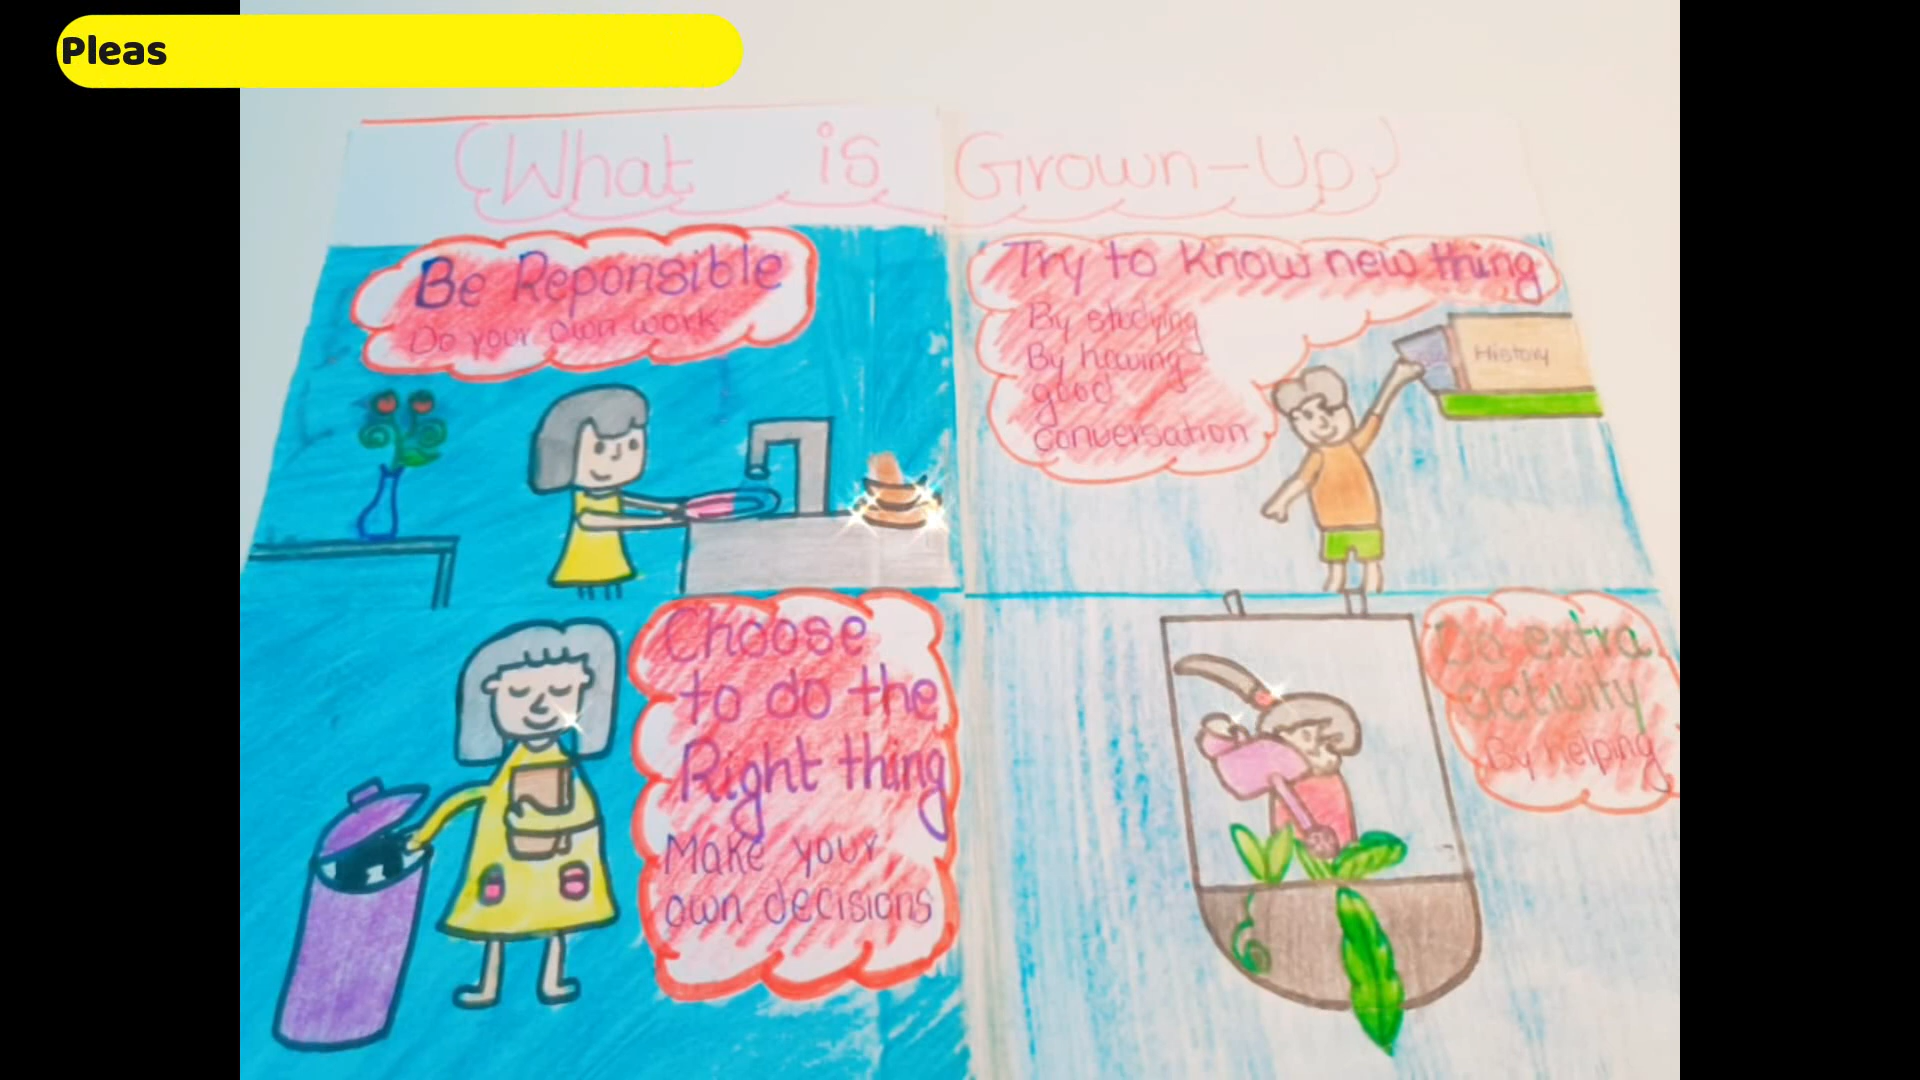 Pleas
What is Grown-Up
Be Reponsible
Do your own work
Try to Know new thing
By studying
By having
good
conversation
History
Choose
to do the
Right thing
Make your
own decisions
Do extra
activity
By helping